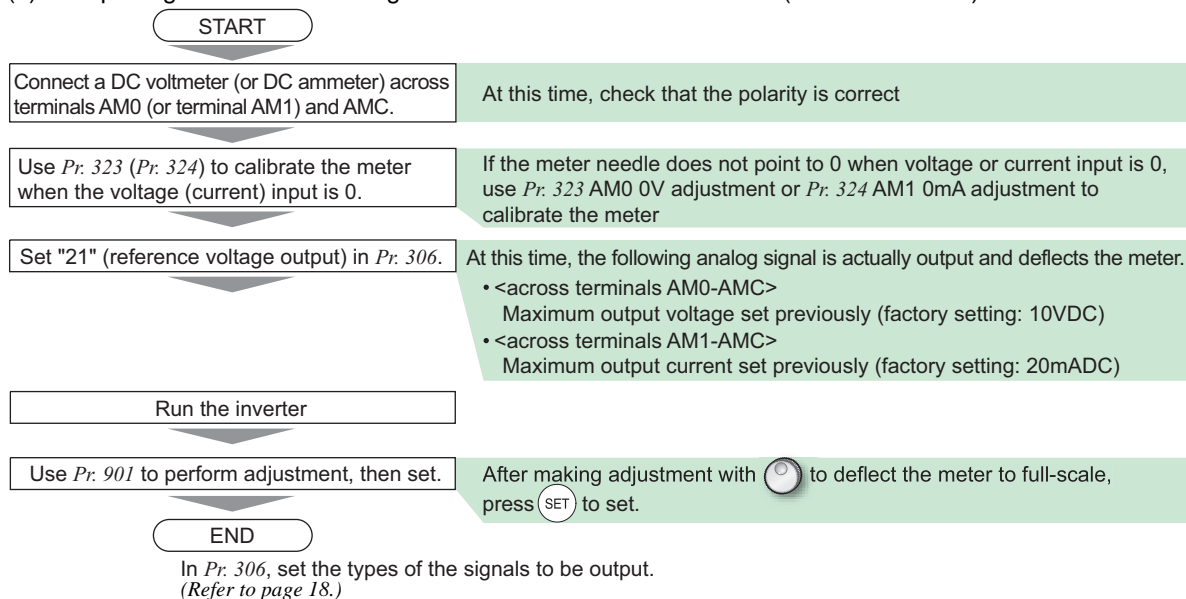 START
Connect a DC voltmeter (or DC ammeter) across
terminals AM0 (or terminal AM1) and AMC.
At this time, check that the polarity is correct
Use Pr. 323 (Pr. 324) to calibrate the meter
when the voltage (current) input is 0.
If the meter needle does not point to 0 when voltage or current input is 0,
use Pr. 323 AM0 0V adjustment or Pr. 324 AM1 0mA adjustment to
calibrate the meter
Set "21" (reference voltage output) in Pr. 306.
At this time, the following analog signal is actually output and deflects the meter.
• <across terminals AM0-AMC>
Maximum output voltage set previously (factory setting: 10VDC)
• <across terminals AM1-AMC>
Maximum output current set previously (factory setting: 20mADC)
Run the inverter
Use Pr. 901 to perform adjustment, then set.
After making adjustment with to deflect the meter to full-scale,
press SET to set.
END
In Pr. 306, set the types of the signals to be output.
(Refer to page 18.)